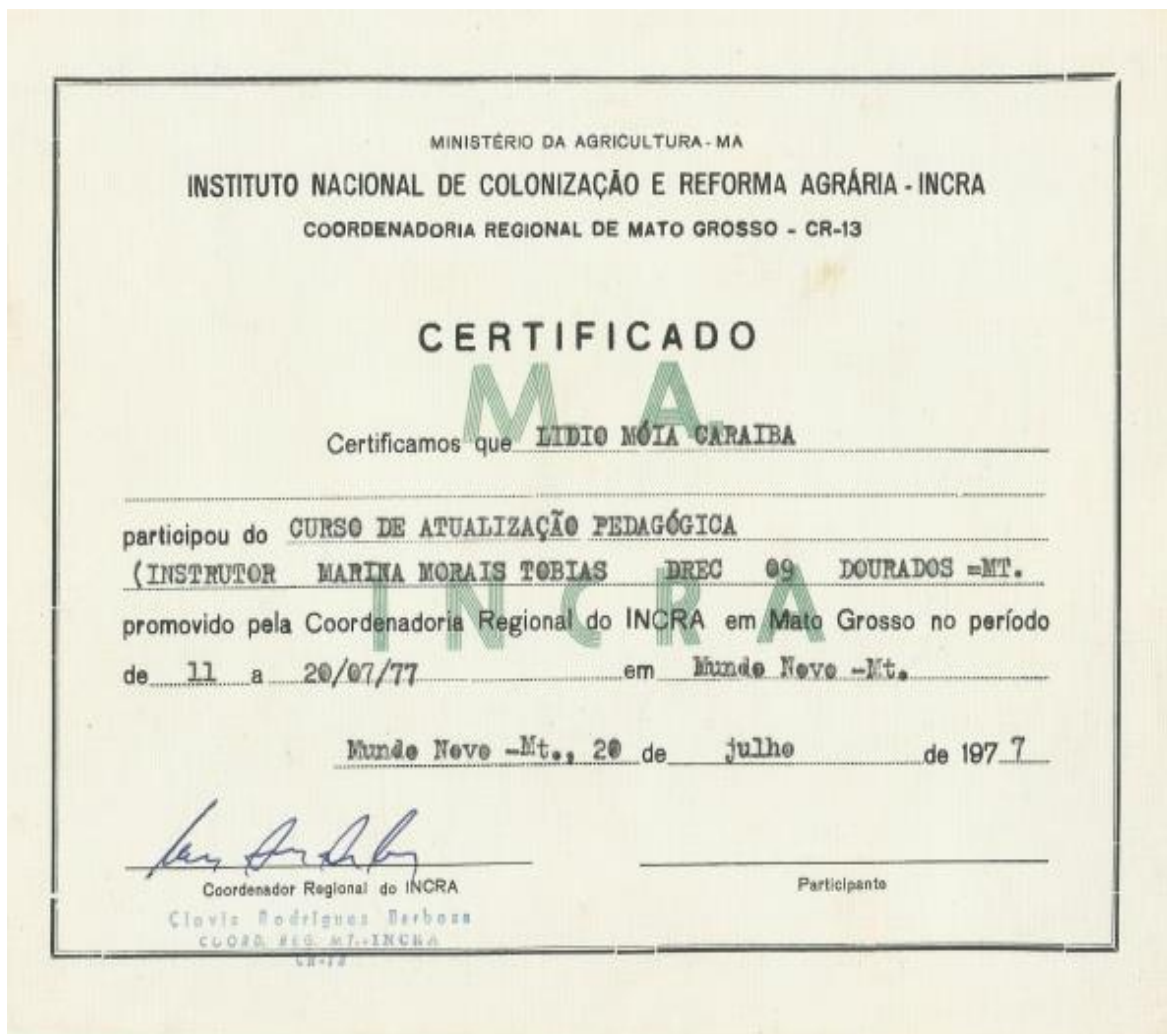 MINISTÉRIO DA AGRICULTURA - MA
INSTITUTO NACIONAL DE COLONIZAÇÃO E REFORMA AGRÁRIA - INCRA
COORDENADORIA REGIONAL DE MATO GROSSO - CR-13
CERTIFICADO
M. A.
Certificamos que LIDIO MÓIA CARAIBA
participou do CURSO DE ATUALIZAÇÃO PEDAGÓGICA
(INSTRUTOR MARINA MORAIS TOBIAS DREC 09 DOURADOS =MT.
INCRA
promovido pela Coordenadoria Regional do INCRA em Mato Grosso no período
de 11 a 20/07/77 em Mundo Novo -Mt.
Mundo Novo -Mt., 20 de julho de 1977
Coordenador Regional do INCRA
Participante
Clovis Rodrigues Barbosa
COORD. REG. MT.-INCRA
CR-13